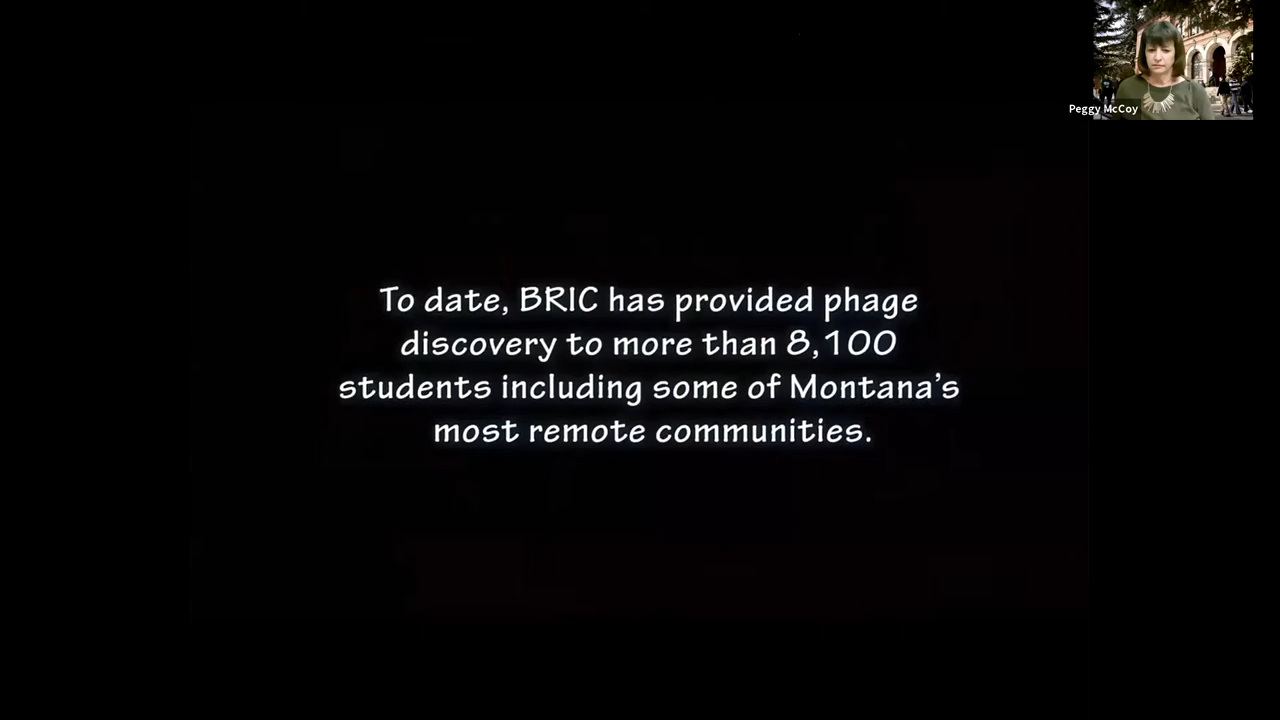 Peggy McCoy
To date, BRIC has provided phage
discovery to more than 8,100
students including some of Montana's
most remote communities.